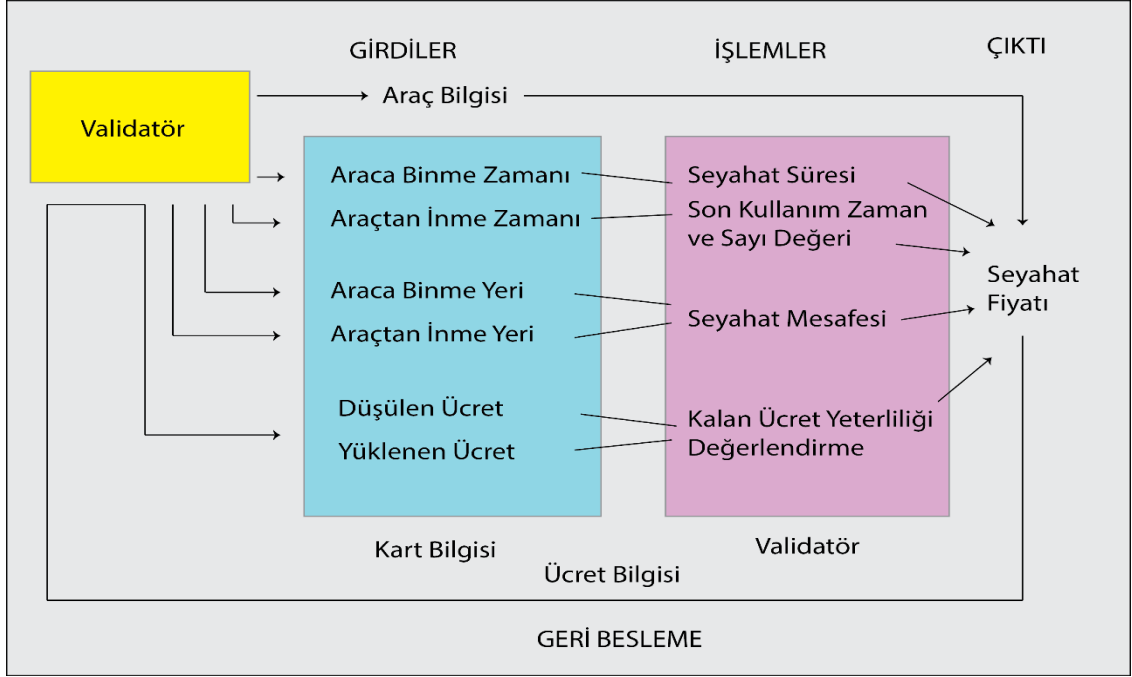 GİRDİLER
İŞLEMLER
ÇIKTI
Araç Bilgisi
Validatör
Araca Binme Zamanı
Araçtan İnme Zamanı
Araca Binme Yeri
Araçtan İnme Yeri
Düşülen Ücret
Yüklenen Ücret
Kart Bilgisi
Seyahat Süresi
Son Kullanım Zaman
ve Sayı Değeri
Seyahat Mesafesi
Kalan Ücret Yeterliliği
Değerlendirme
Validatör
Seyahat
Fiyatı
Ücret Bilgisi
GERİ BESLEME